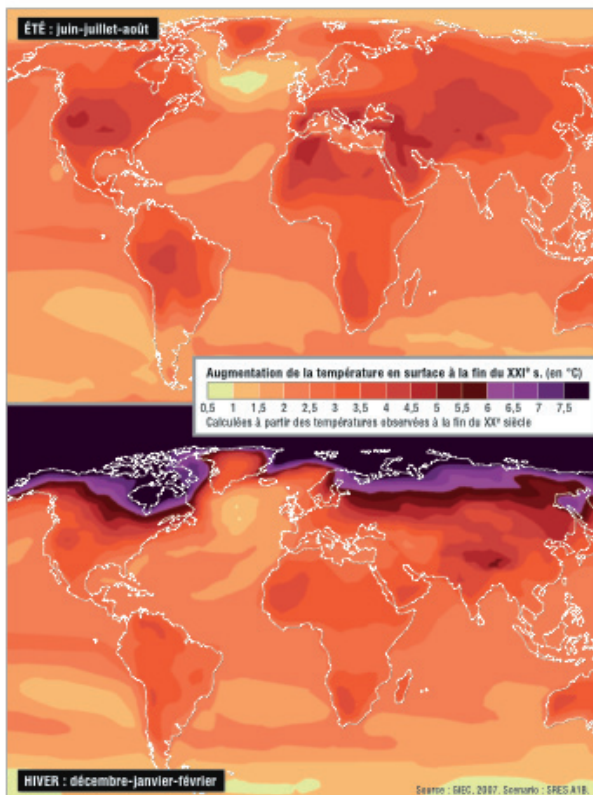 ÉTÉ : juin-juillet-août
Augmentation de la température en surface à la fin du XXIᵉ s. (en °C)
0,5 1 1,5 2 2,5 3 3,5 4 4,5 5 5,5 6 6,5 7 7,5
Calculées à partir des températures observées à la fin du XXᵉ siècle
HIVER : décembre-janvier-février
Source : GIEC, 2007. Scenario : SRES A1B.